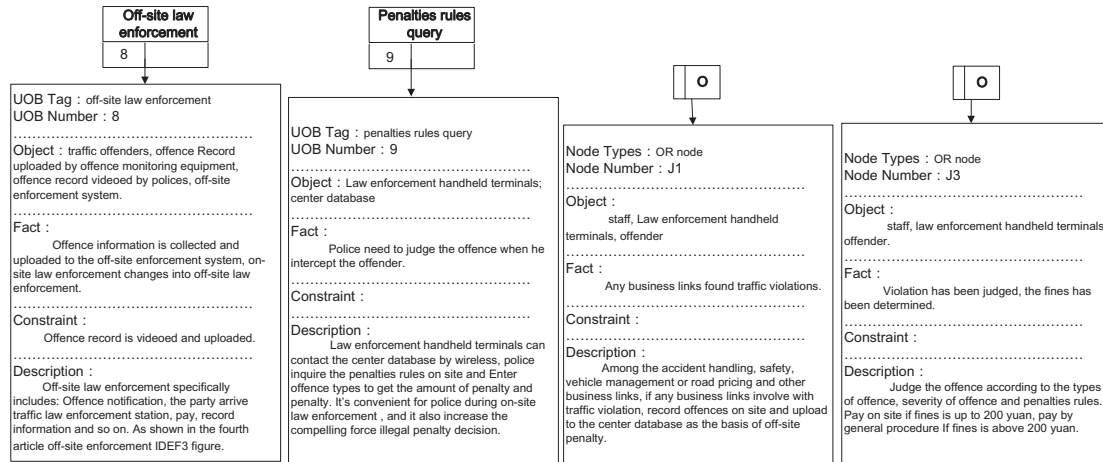 Off-site law
enforcement
8
UOB Tag : off-site law enforcement
UOB Number : 8
Object : traffic offenders, offence Record
uploaded by offence monitoring equipment,
offence record videoed by polices, off-site
enforcement system.
Fact :
Offence information is collected and
uploaded to the off-site enforcement system, on-
site law enforcement changes into off-site law
enforcement.
Constraint :
Offence record is videoed and uploaded.
Description :
Off-site law enforcement specifically
includes: Offence notification, the party arrive
traffic law enforcement station, pay, record
information and so on. As shown in the fourth
article off-site enforcement IDEF3 figure.
Penalties rules
query
9
UOB Tag : penalties rules query
UOB Number : 9
Object : Law enforcement handheld terminals;
center database
Fact :
Police need to judge the offence when he
intercept the offender.
Constraint :
Description :
Law enforcement handheld terminals can
contact the center database by wireless, police
inquire the penalties rules on site and Enter
offence types to get the amount of penalty and
penalty. It's convenient for police during on-site
law enforcement , and it also increase the
compelling force illegal penalty decision.
O
Node Types : OR node
Node Number : J1
Object :
staff, Law enforcement handheld
terminals, offender
Fact :
Any business links found traffic violations.
Constraint :
Description :
Among the accident handling, safety,
vehicle management or road pricing and other
business links, if any business links involve with
traffic violation, record offences on site and upload
to the center database as the basis of off-site
penalty.
O
Node Types : OR node
Node Number : J3
Object :
staff, law enforcement handheld terminals,
offender.
Fact :
Violation has been judged, the fines has
been determined.
Constraint :
Description :
Judge the offence according to the types
of offence, severity of offence and penalties rules.
Pay on site if fines is up to 200 yuan, pay by
general procedure If fines is above 200 yuan.